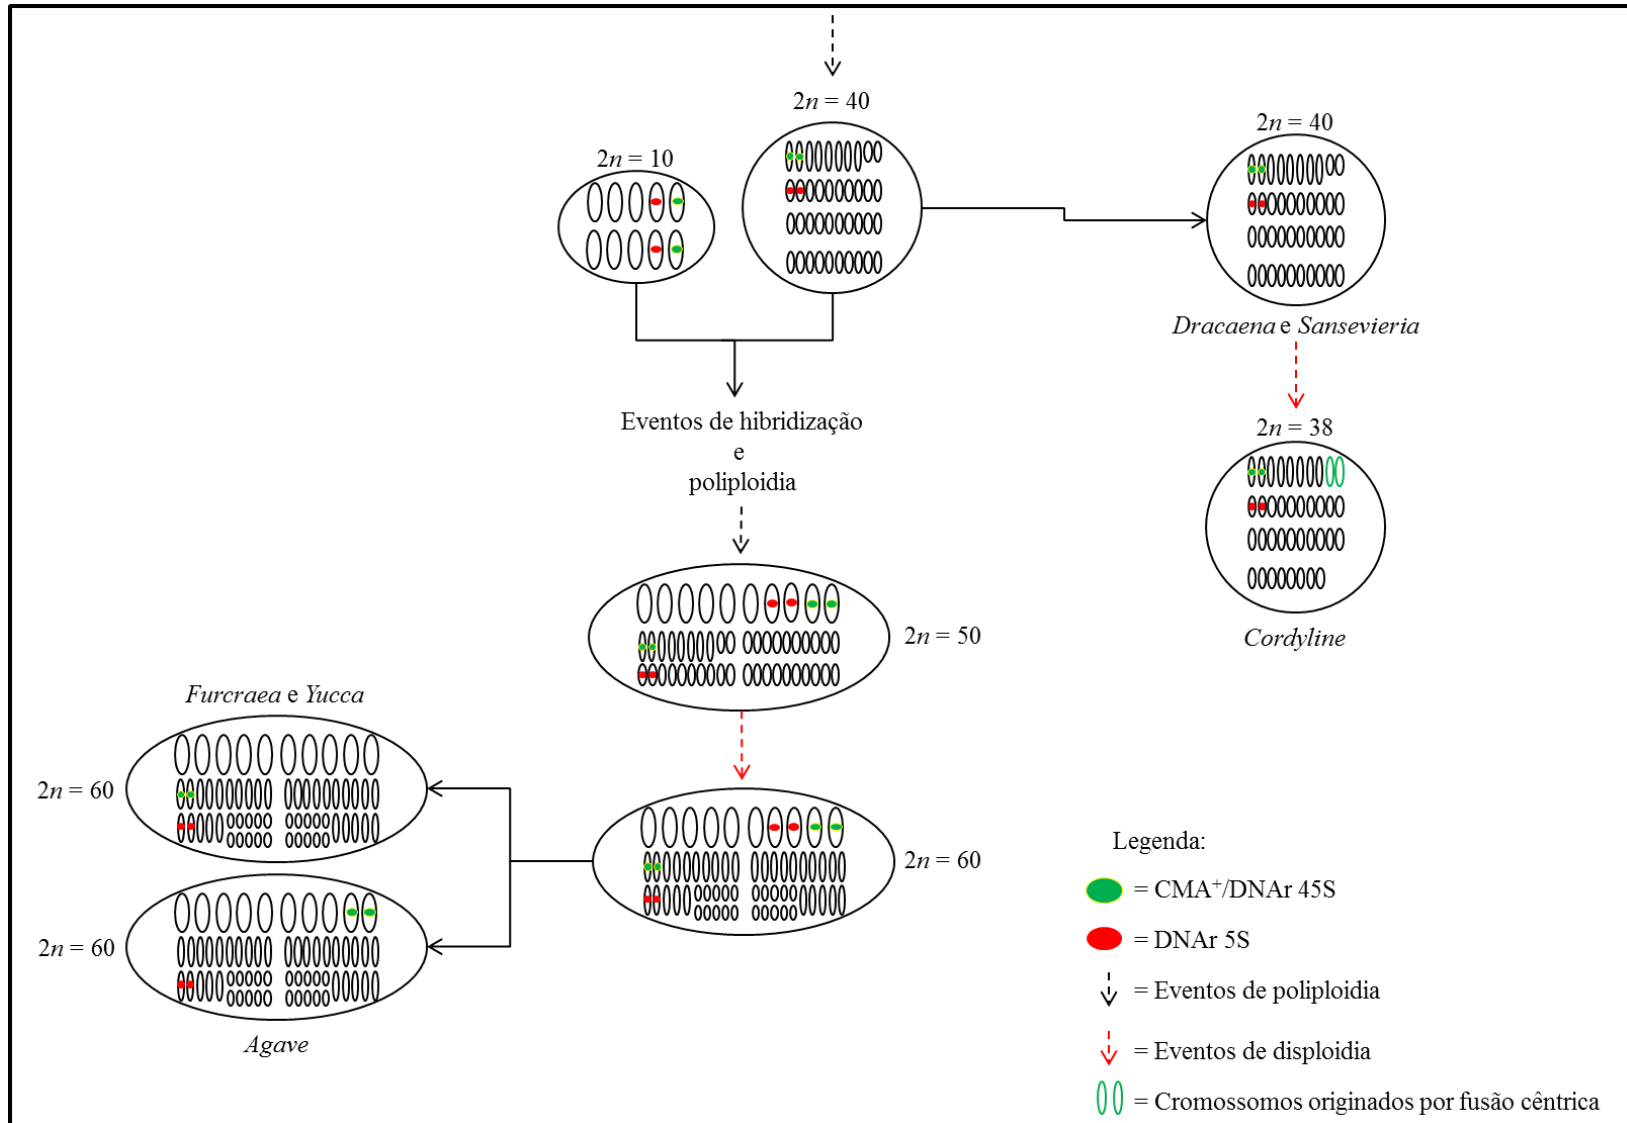 2n = 40
2n = 10
2n = 40
Dracaena e Sansevieria
Eventos de hibridização
e
poliploidia
2n = 38
Cordyline
2n = 50
Furcraea e Yucca
2n = 60
2n = 60
2n = 60
Agave
Legenda:
= CMA⁺/DNAr 45S
= DNAr 5S
= Eventos de poliploidia
= Eventos de disploidia
= Cromossomos originados por fusão cêntrica